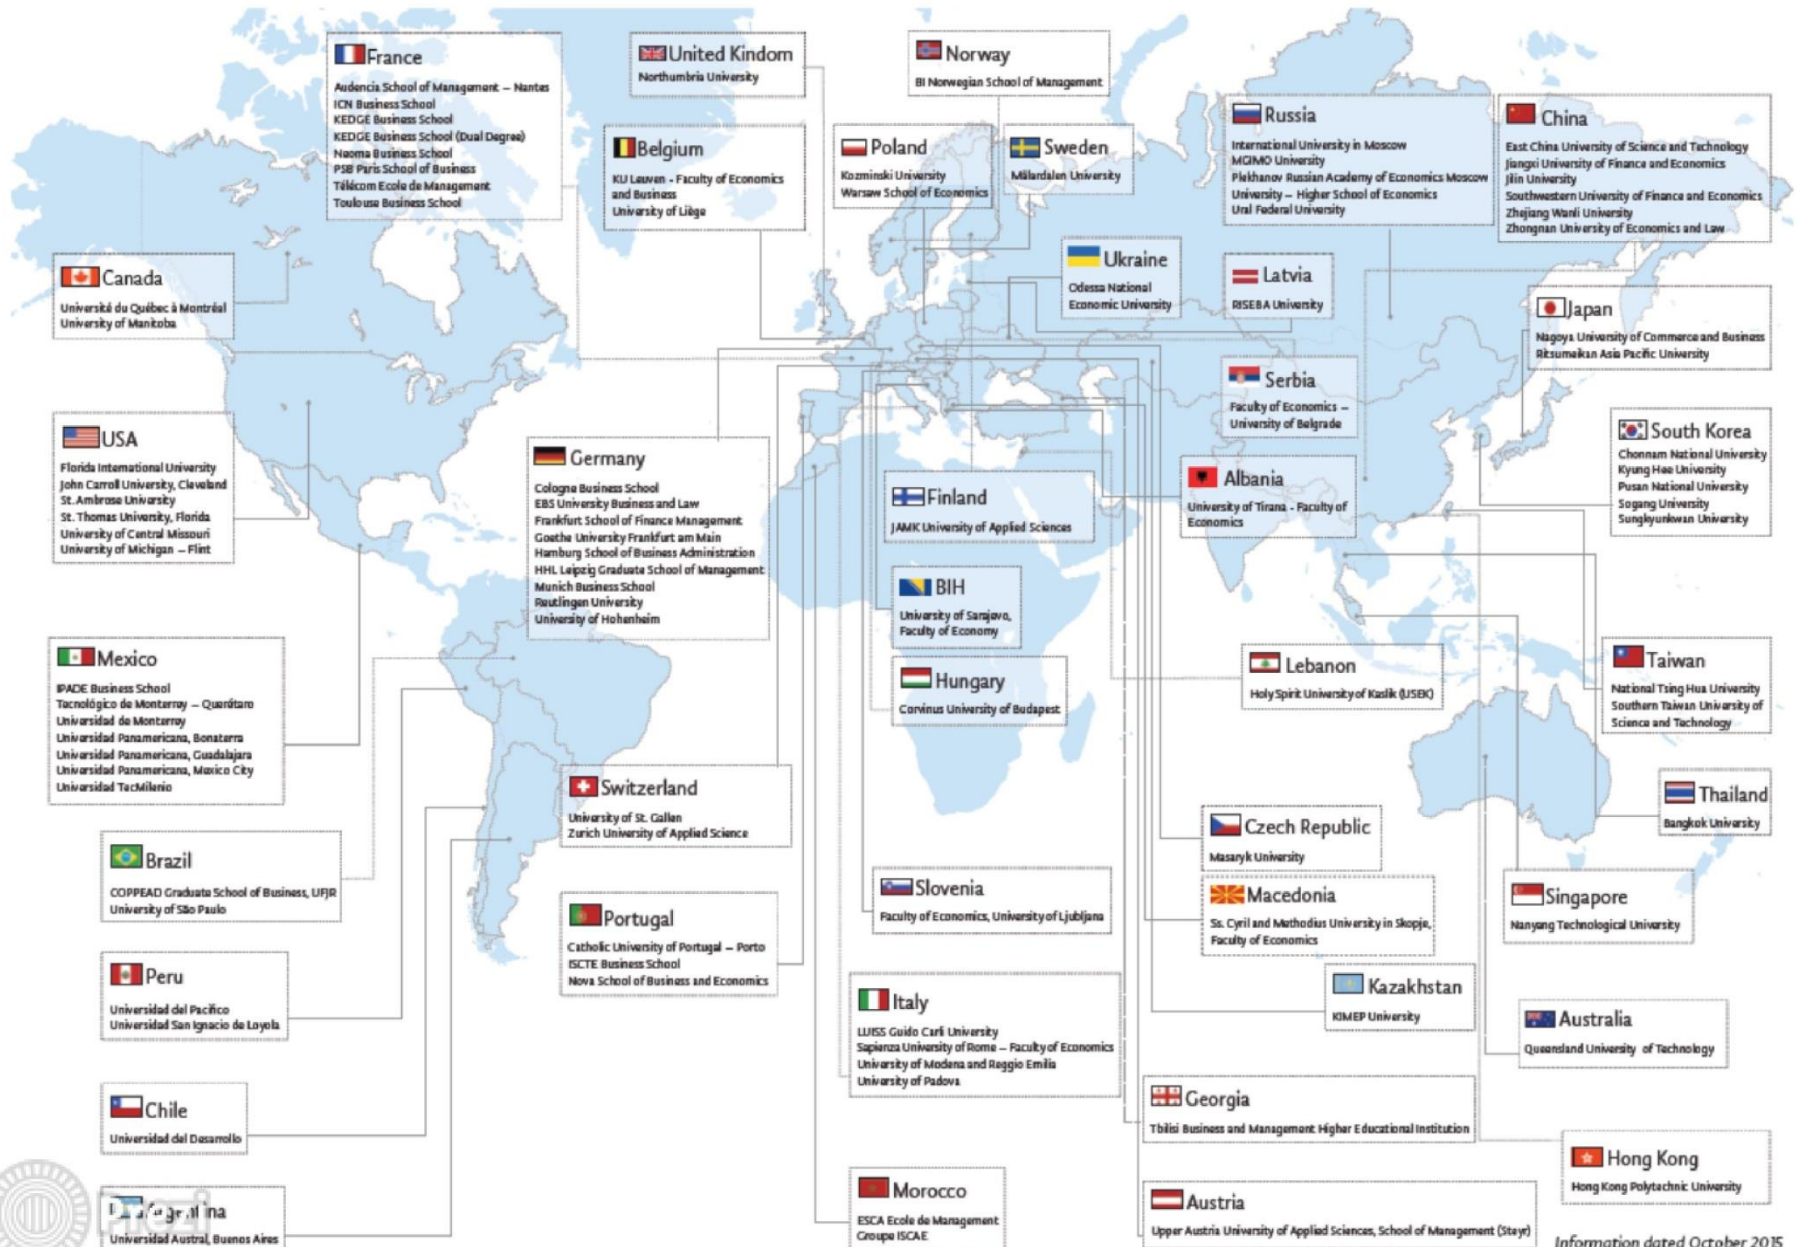 France
Audencia School of Management – Nantes
ICN Business School
KEDGE Business School
KEDGE Business School (Dual Degree)
Neoma Business School
PSB Paris School of Business
Télécom Ecole de Management
Toulouse Business School
United Kindom
Northumbria University
Norway
BI Norwegian School of Management
Belgium
KU Leuven - Faculty of Economics
and Business
University of Liège
Poland
Kozminski University
Warsaw School of Economics
Sweden
Mälardalen University
Russia
International University in Moscow
MGIMO University
Plekhanov Russian Academy of Economics Moscow
University – Higher School of Economics
Ural Federal University
China
East China University of Science and Technology
Jiangxi University of Finance and Economics
Jilin University
Southwestern University of Finance and Economics
Zhejiang Wanli University
Zhongnan University of Economics and Law
Canada
Université du Québec à Montréal
University of Manitoba
Ukraine
Odessa National
Economic University
Latvia
RISEBA University
Japan
Nagoya University of Commerce and Business
Ritsumeikan Asia Pacific University
Serbia
Faculty of Economics –
University of Belgrade
USA
Florida International University
John Carroll University, Cleveland
St. Ambrose University
St. Thomas University, Florida
University of Central Missouri
University of Michigan – Flint
Germany
Cologne Business School
EBS University Business and Law
Frankfurt School of Finance Management
Goethe University Frankfurt am Main
Hamburg School of Business Administration
HHL Leipzig Graduate School of Management
Munich Business School
Reutlingen University
University of Hohenheim
Finland
JAMK University of Applied Sciences
Albania
University of Tirana - Faculty of
Economics
South Korea
Chonnam National University
Kyung Hee University
Pusan National University
Sogang University
Sungkyunkwan University
BIH
University of Sarajevo,
Faculty of Economy
Mexico
IPADE Business School
Tecnológico de Monterrey – Querétaro
Universidad de Monterrey
Universidad Panamericana, Bonaterra
Universidad Panamericana, Guadalajara
Universidad Panamericana, Mexico City
Universidad TecMilenio
Hungary
Corvinus University of Budapest
Lebanon
Holy Spirit University of Kaslik (USEK)
Taiwan
National Tsing Hua University
Southern Taiwan University of
Science and Technology
Switzerland
University of St. Gallen
Zurich University of Applied Science
Thailand
Bangkok University
Brazil
COPPEAD Graduate School of Business, UFJR
University of São Paulo
Czech Republic
Masaryk University
Slovenia
Faculty of Economics, University of Ljubljana
Macedonia
Ss. Cyril and Methodius University in Skopje,
Faculty of Economics
Singapore
Nanyang Technological University
Portugal
Catholic University of Portugal – Porto
ISCTE Business School
Nova School of Business and Economics
Peru
Universidad del Pacífico
Universidad San Ignacio de Loyola
Italy
LUISS Guido Carli University
Sapienza University of Rome – Faculty of Economics
University of Modena and Reggio Emilia
University of Padova
Kazakhstan
KIMEP University
Australia
Queensland University of Technology
Chile
Universidad del Desarrollo
Georgia
Tbilisi Business and Management Higher Educational Institution
Hong Kong
Hong Kong Polytechnic University
Argentina
Universidad Austral, Buenos Aires
Prezi
Morocco
ESCA Ecole de Management
Groupe ISCAE
Austria
Upper Austria University of Applied Sciences, School of Management (Steyr)
Information dated October 2015